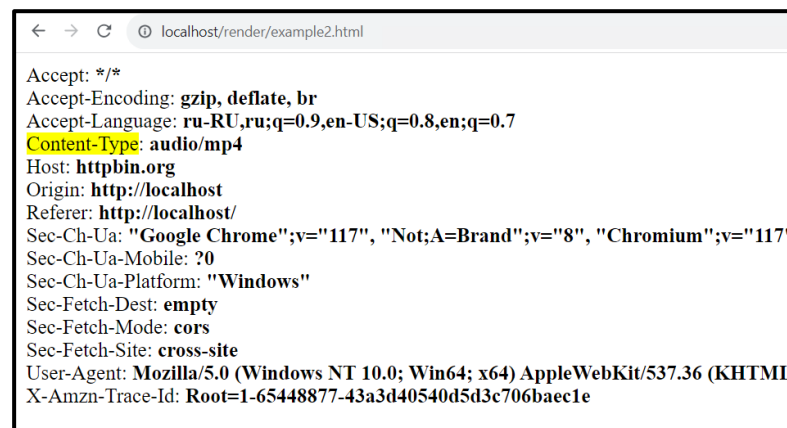 localhost/render/example2.html
Accept: */*
Accept-Encoding: gzip, deflate, br
Accept-Language: ru-RU,ru;q=0.9,en-US;q=0.8,en;q=0.7
Content-Type: audio/mp4
Host: httpbin.org
Origin: http://localhost
Referer: http://localhost/
Sec-Ch-Ua: "Google Chrome";v="117", "Not;A=Brand";v="8", "Chromium";v="117"
Sec-Ch-Ua-Mobile: ?0
Sec-Ch-Ua-Platform: "Windows"
Sec-Fetch-Dest: empty
Sec-Fetch-Mode: cors
Sec-Fetch-Site: cross-site
User-Agent: Mozilla/5.0 (Windows NT 10.0; Win64; x64) AppleWebKit/537.36 (KHTML
X-Amzn-Trace-Id: Root=1-65448877-43a3d40540d5d3c706baec1e